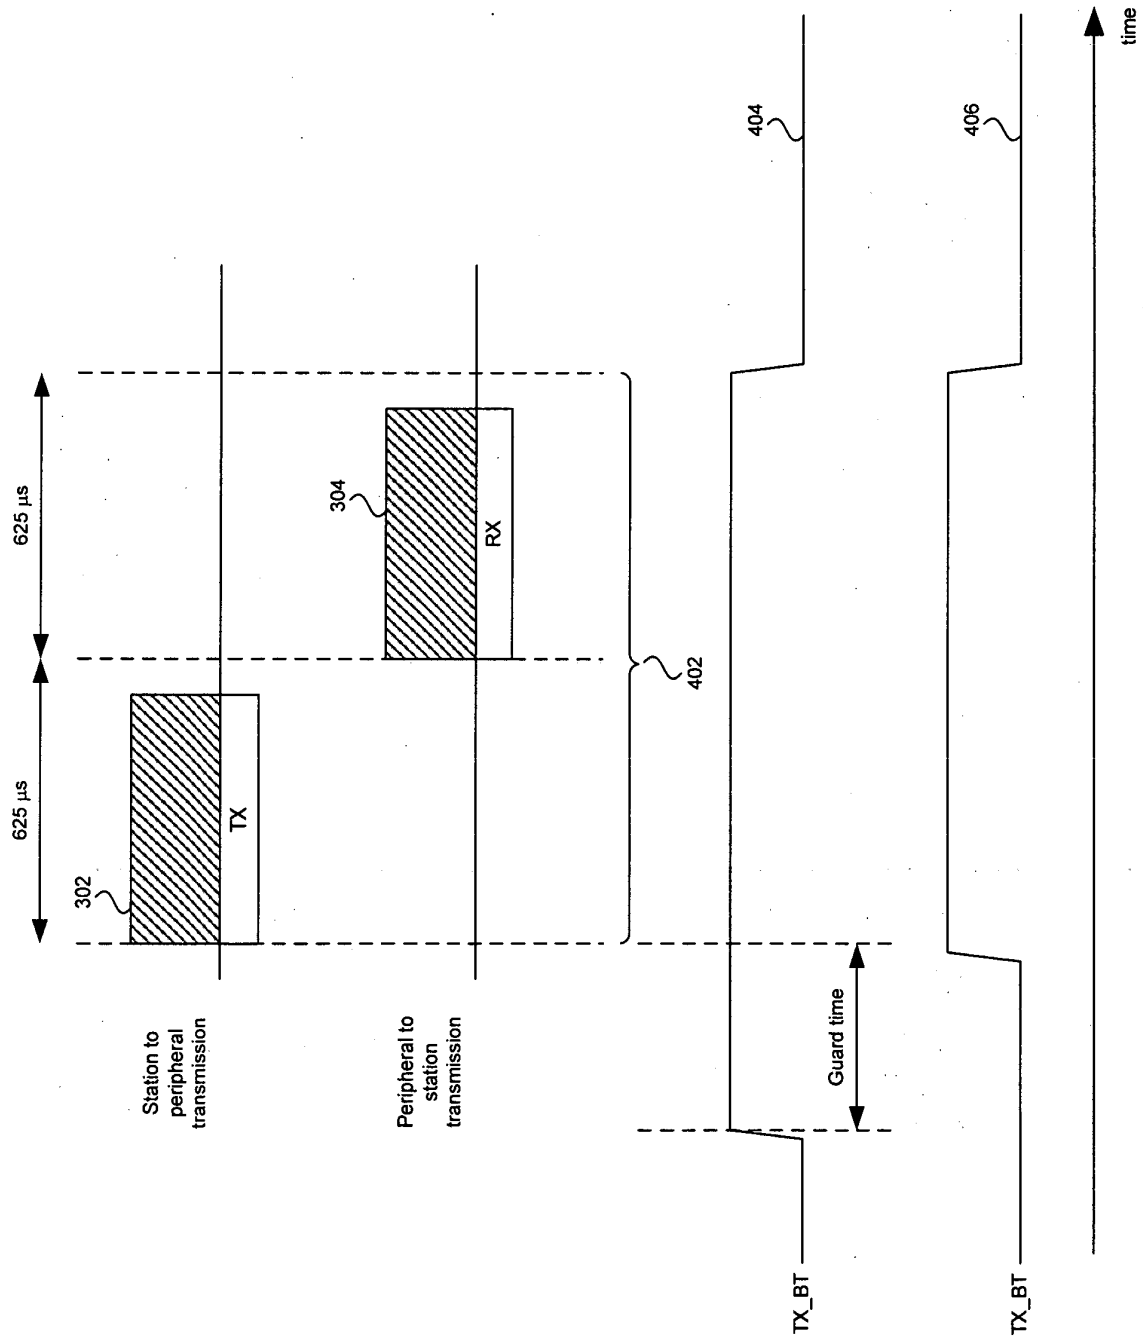 625 µs
625 µs
302
TX
Station to
peripheral
transmission
304
RX
Peripheral to
station
transmission
402
404
TX_BT
Guard time
406
TX_BT
time